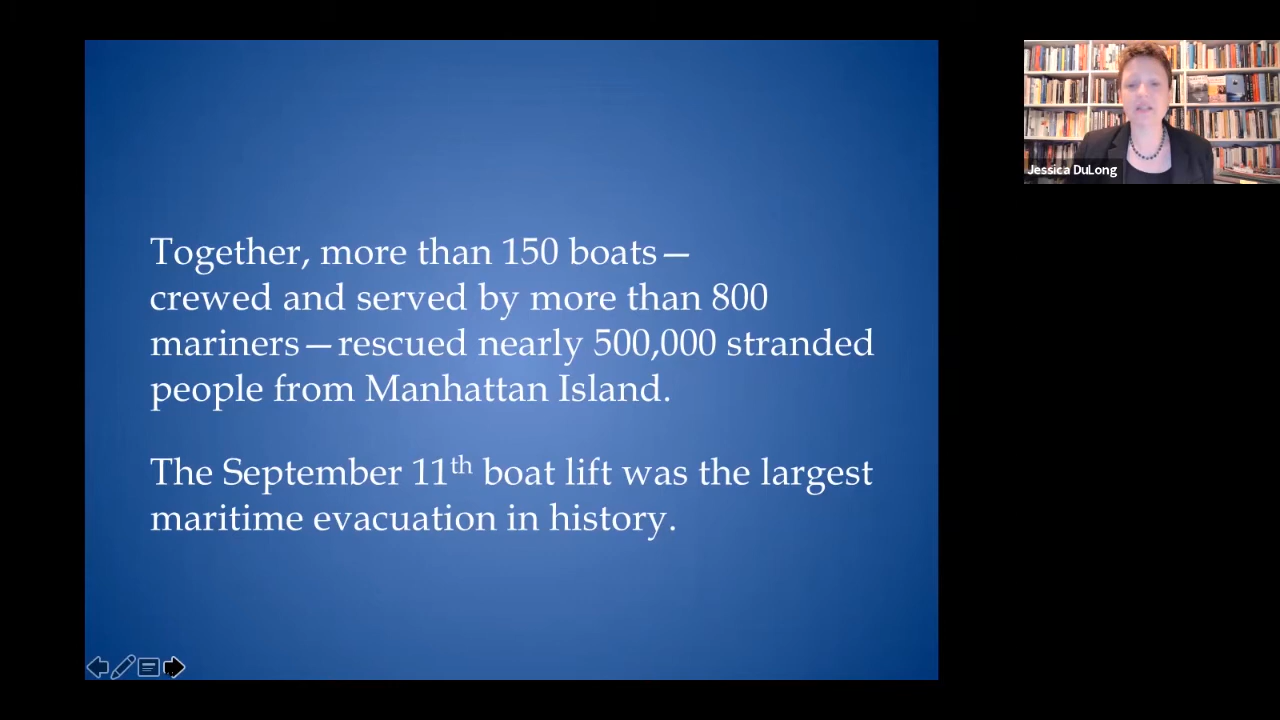 Together, more than 150 boats—
crewed and served by more than 800
mariners—rescued nearly 500,000 stranded
people from Manhattan Island.
The September 11th boat lift was the largest
maritime evacuation in history.
Jessica DuLong